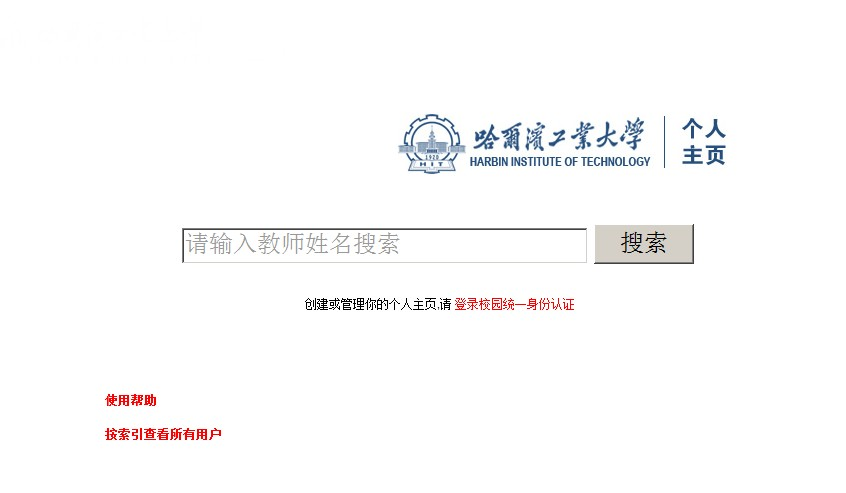 哈爾濱工業大學
HARBIN INSTITUTE OF TECHNOLOGY
1920
HIT
个人
主页
请输入教师姓名搜索
搜索
创建或管理你的个人主页,请 登录校园统一身份认证
使用帮助
按索引查看所有用户